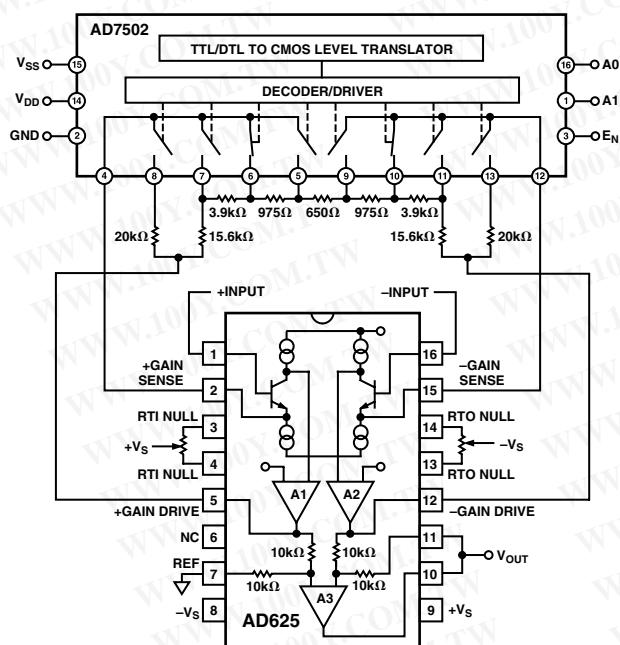 AD7502
TTL/DTL TO CMOS LEVEL TRANSLATOR
DECODER/DRIVER
VSS 15
VDD 14
GND 2
16 A0
1 A1
3 EN
4 8 7 6 5 9 10 11 13 12
3.9kΩ 975Ω 650Ω 975Ω 3.9kΩ
20kΩ 15.6kΩ 15.6kΩ 20kΩ
+INPUT –INPUT
1 16
+GAIN SENSE 2
15 –GAIN SENSE
RTI NULL 3
14 RTO NULL
+VS –VS
RTI NULL 4
13 RTO NULL
A1 A2
+GAIN DRIVE 5
12 –GAIN DRIVE
NC 6
10kΩ 10kΩ
11
VOUT
REF 7
10kΩ 10kΩ
10
A3
–VS 8
AD625
9 +VS
WWW.100Y.COM.TW